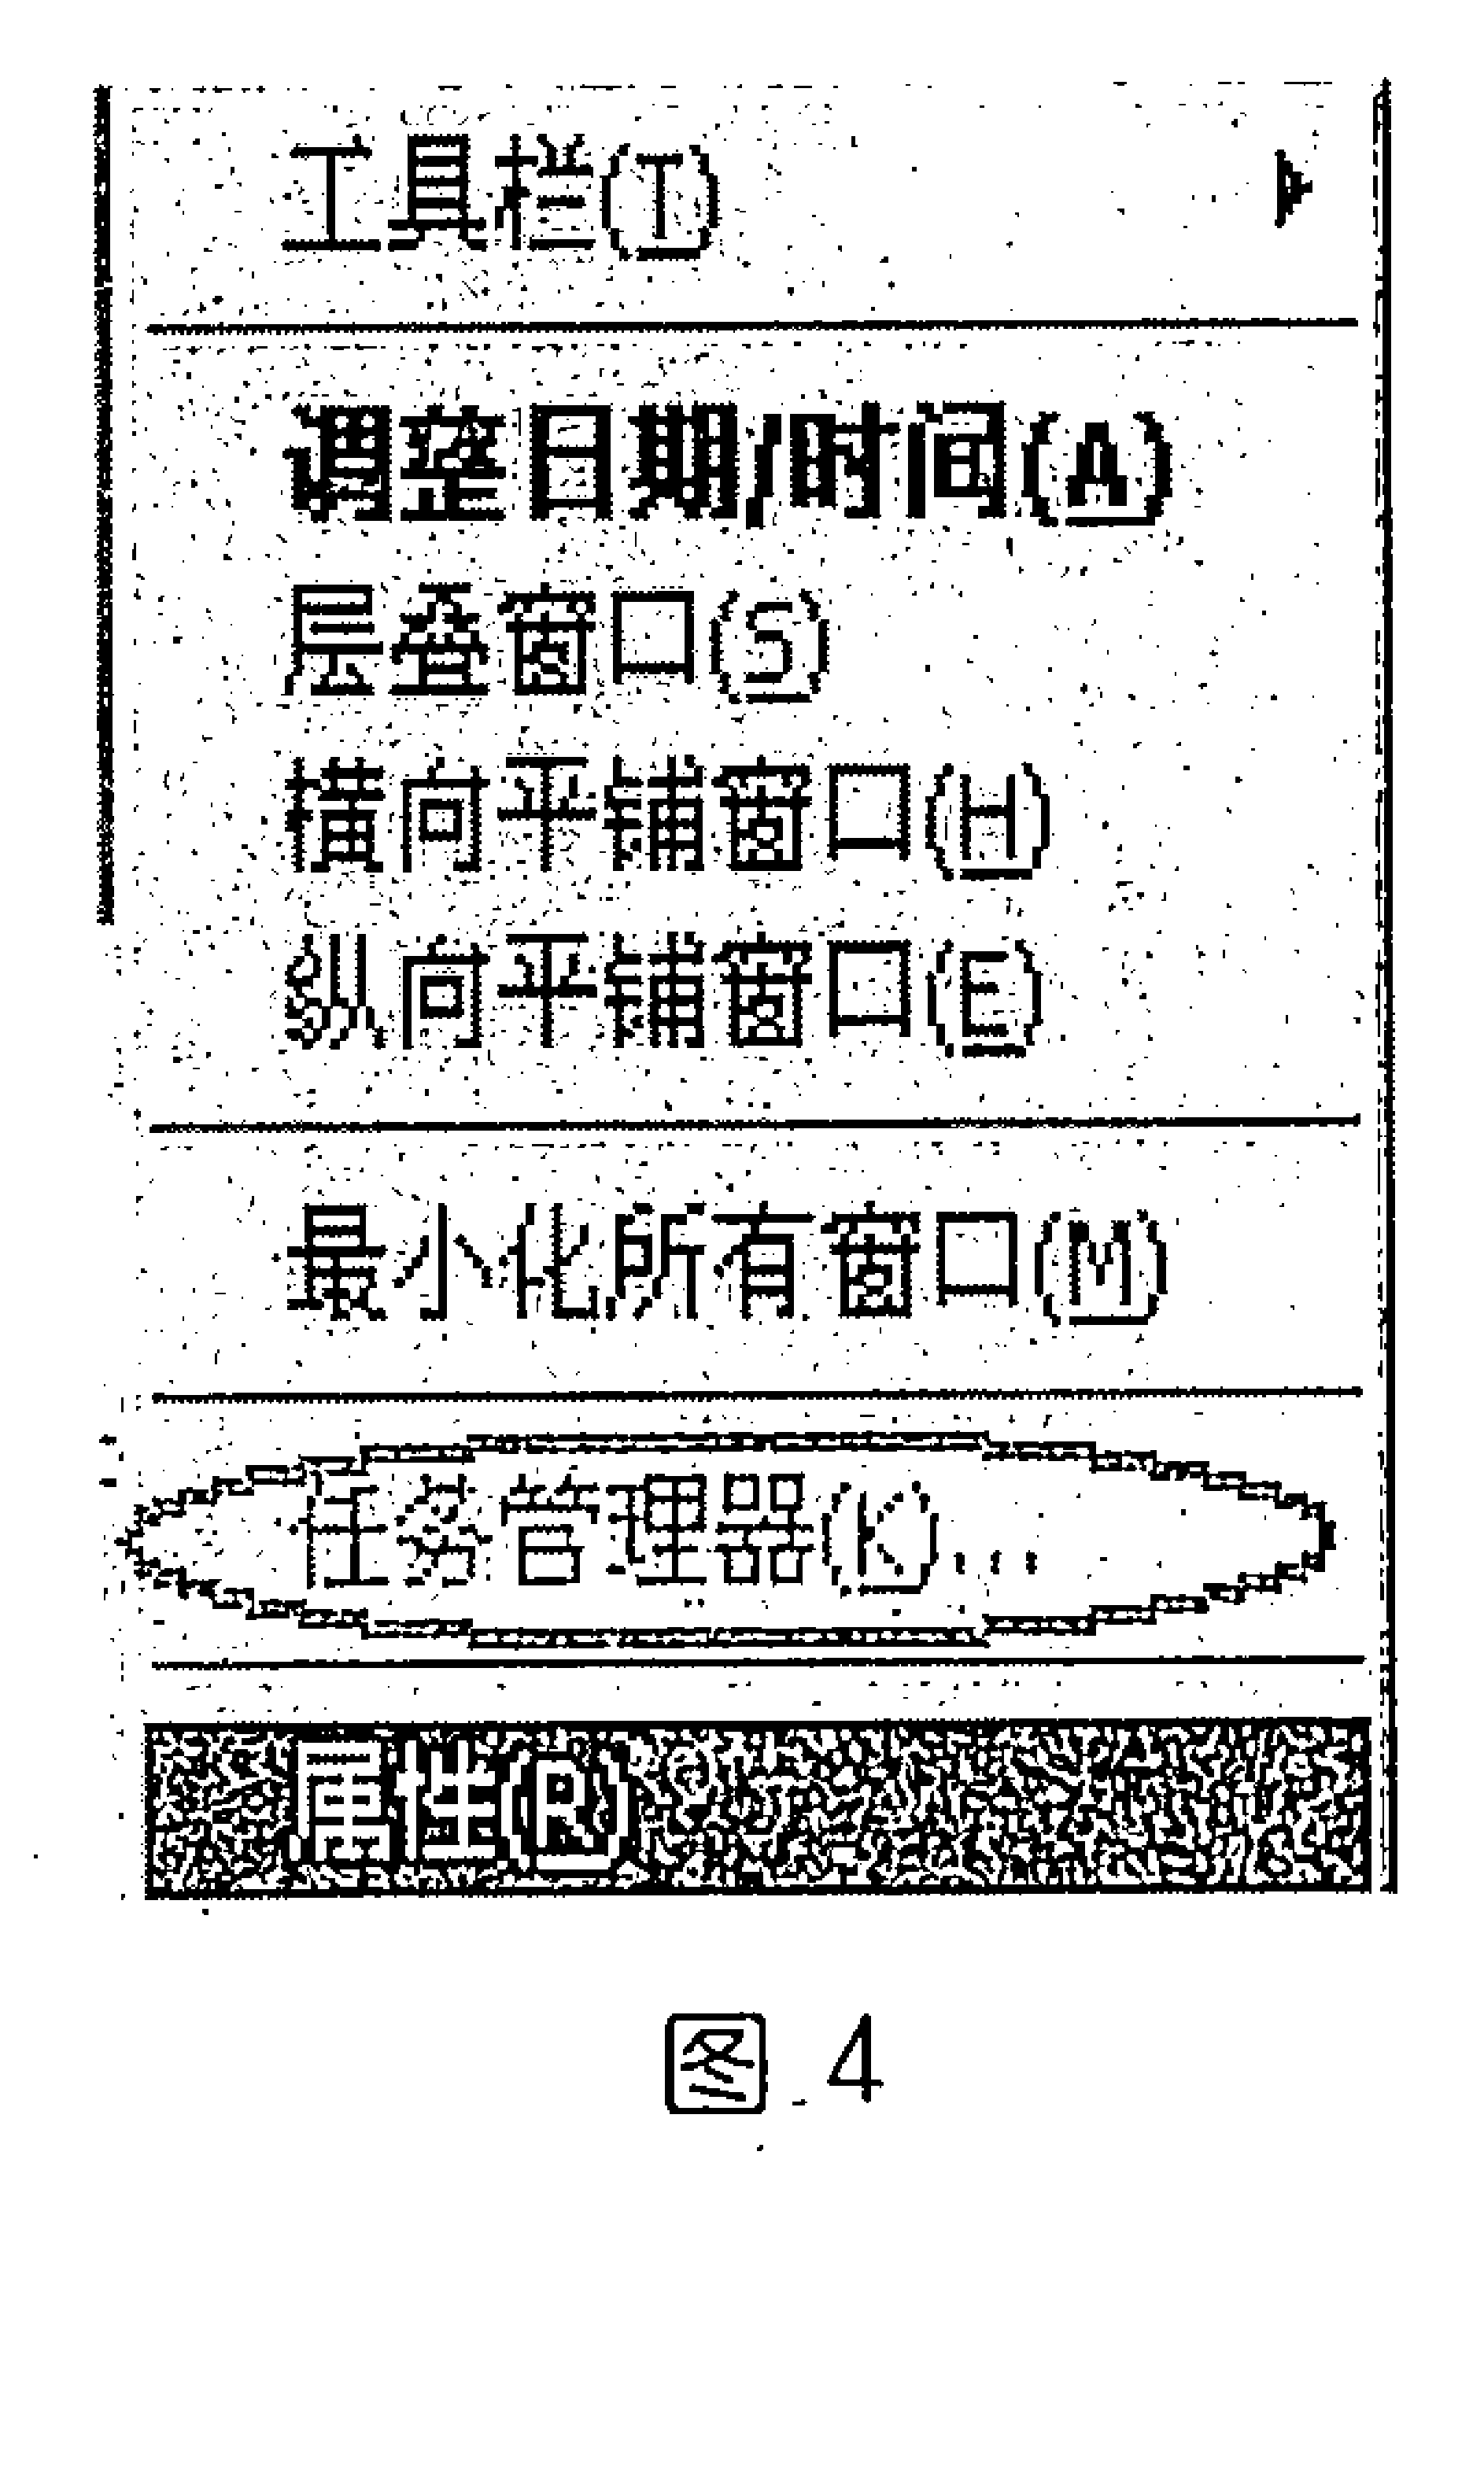 工具栏(T)
调整日期/时间(A)
层叠窗口(S)
横向平铺窗口(H)
纵向平铺窗口(E)
最小化所有窗口(M)
任务管理器(K)...
属性(R)
图 4